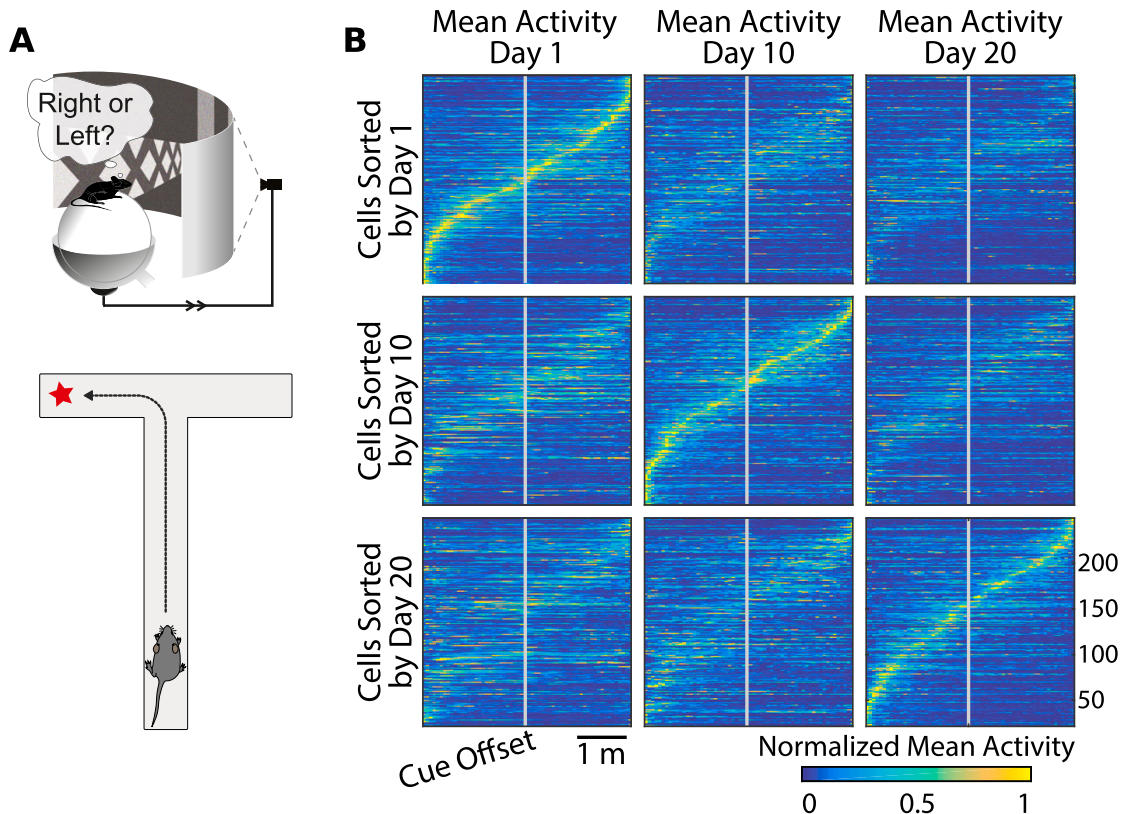 A
Right or
Left?
B
Mean Activity
Day 1
Mean Activity
Day 10
Mean Activity
Day 20
Cells Sorted
by Day 1
Cells Sorted
by Day 10
Cells Sorted
by Day 20
200
150
100
50
Cue Offset
1 m
Normalized Mean Activity
0
0.5
1